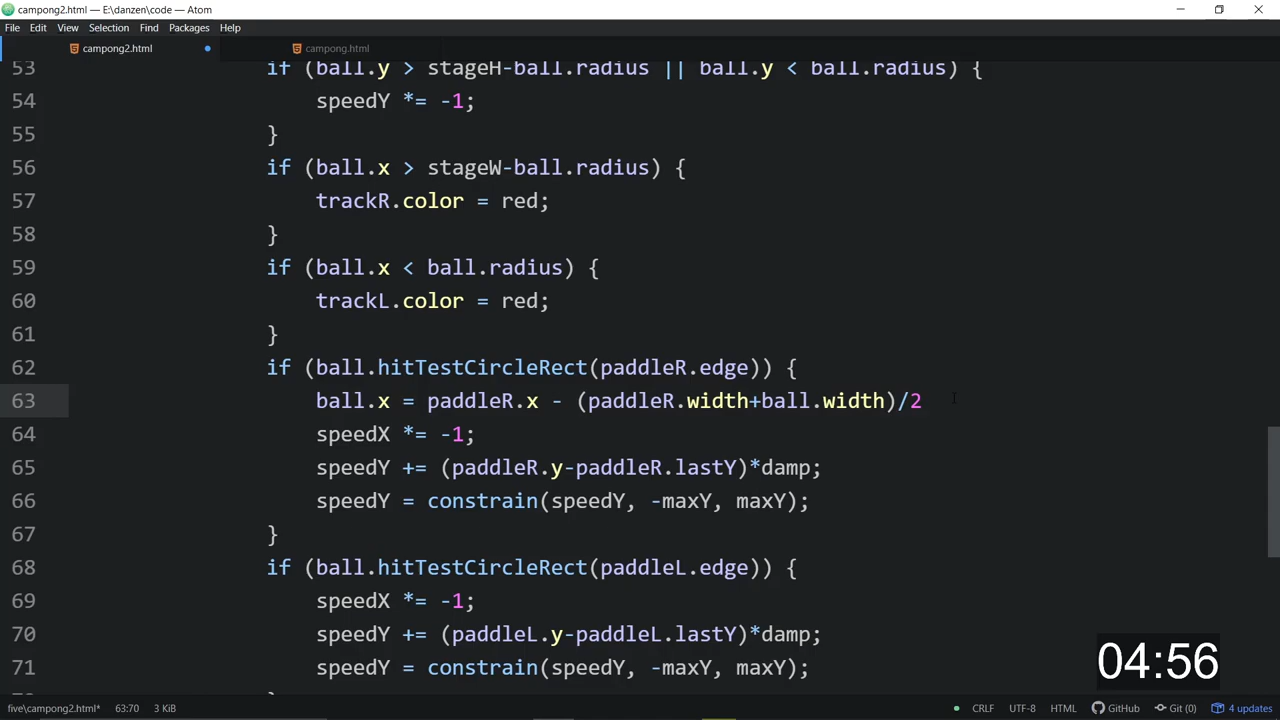 campong2.html — E:\danzen\code — Atom
File Edit View Selection Find Packages Help
campong2.html campong.html
53 if (ball.y > stageH-ball.radius || ball.y < ball.radius) {
54 speedY *= -1;
55 }
56 if (ball.x > stageW-ball.radius) {
57 trackR.color = red;
58 }
59 if (ball.x < ball.radius) {
60 trackL.color = red;
61 }
62 if (ball.hitTestCircleRect(paddleR.edge)) {
63 ball.x = paddleR.x - (paddleR.width+ball.width)/2
64 speedX *= -1;
65 speedY += (paddleR.y-paddleR.lastY)*damp;
66 speedY = constrain(speedY, -maxY, maxY);
67 }
68 if (ball.hitTestCircleRect(paddleL.edge)) {
69 speedX *= -1;
70 speedY += (paddleL.y-paddleL.lastY)*damp;
71 speedY = constrain(speedY, -maxY, maxY);
04:56
five\campong2.html* 63:70 3 KiB CRLF UTF-8 HTML GitHub Git (0) 4 updates